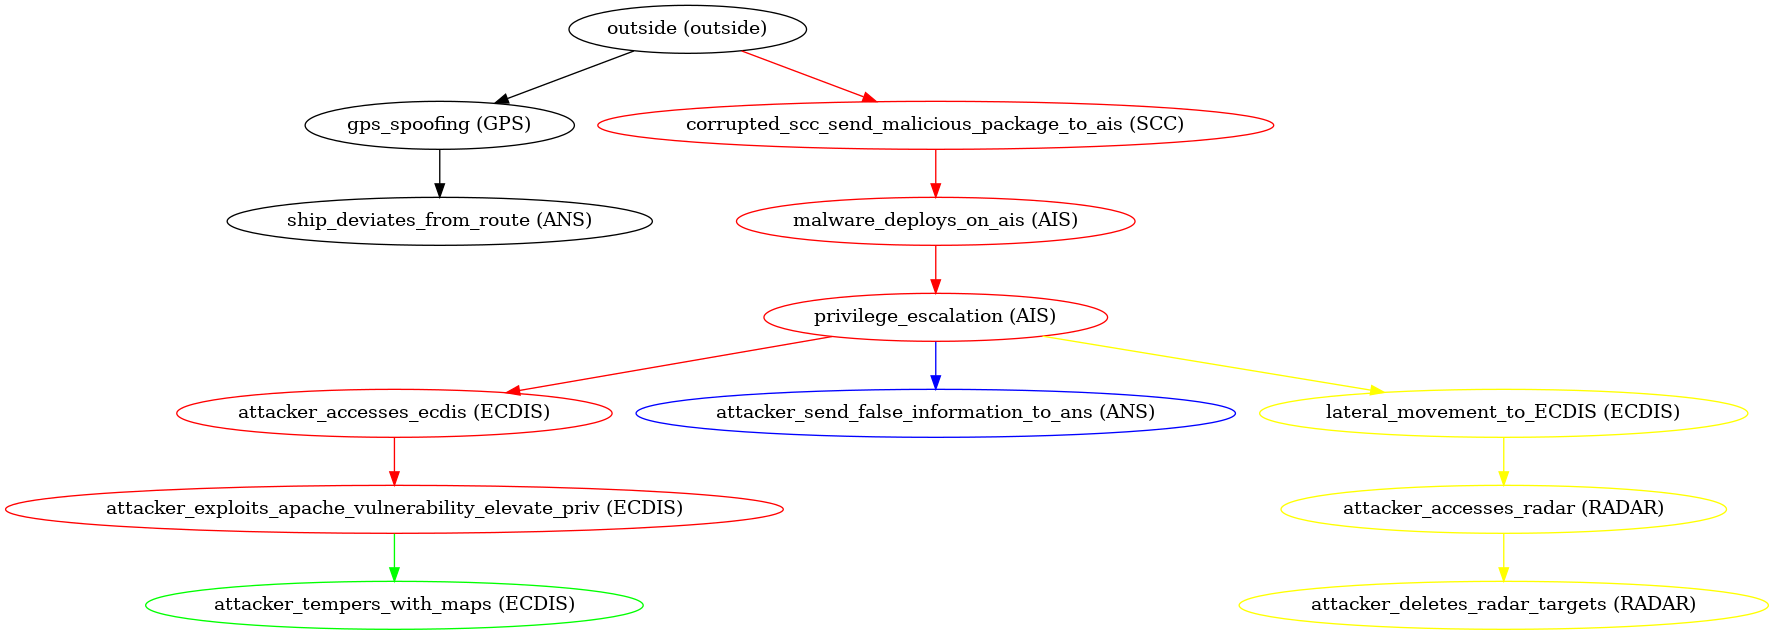 outside (outside)
gps_spoofing (GPS)
corrupted_scc_send_malicious_package_to_ais (SCC)
ship_deviates_from_route (ANS)
malware_deploys_on_ais (AIS)
privilege_escalation (AIS)
attacker_accesses_ecdis (ECDIS)
attacker_send_false_information_to_ans (ANS)
lateral_movement_to_ECDIS (ECDIS)
attacker_exploits_apache_vulnerability_elevate_priv (ECDIS)
attacker_accesses_radar (RADAR)
attacker_tempers_with_maps (ECDIS)
attacker_deletes_radar_targets (RADAR)